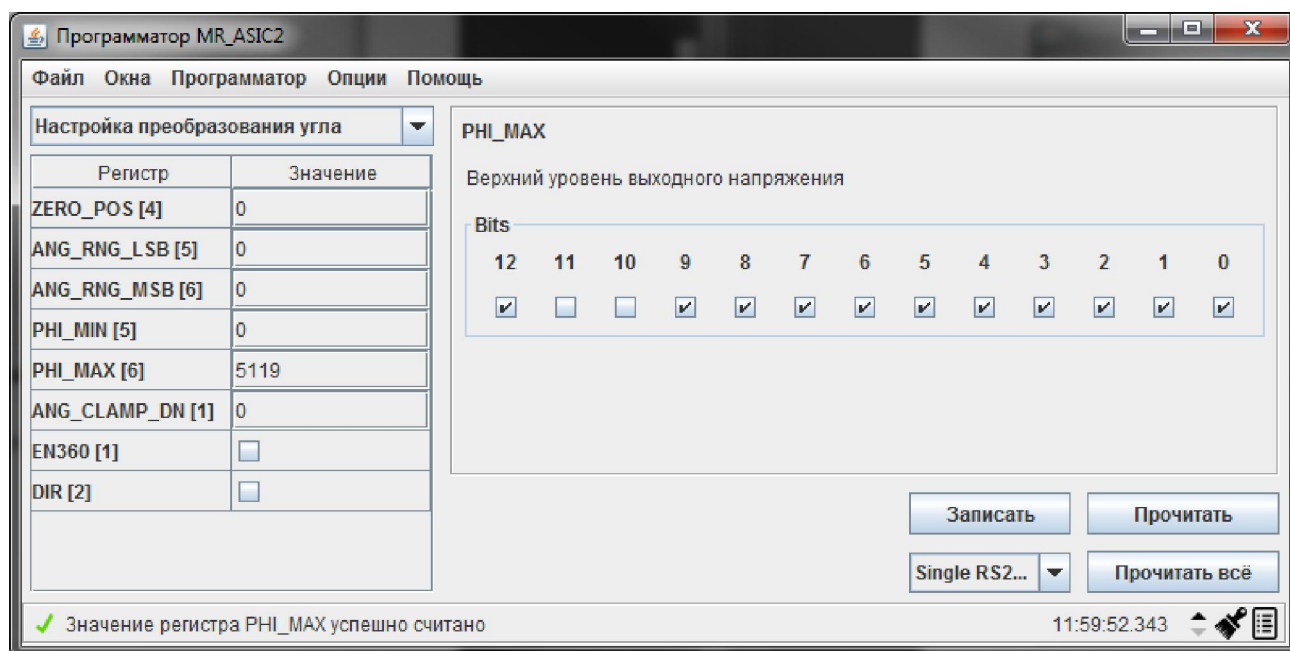 Программатор MR_ASIC2
Файл Окна Программатор Опции Помощь
Настройка преобразования угла
Регистр Значение
ZERO_POS [4] 0
ANG_RNG_LSB [5] 0
ANG_RNG_MSB [6] 0
PHI_MIN [5] 0
PHI_MAX [6] 5119
ANG_CLAMP_DN [1] 0
EN360 [1]
DIR [2]
PHI_MAX
Верхний уровень выходного напряжения
Bits
12 11 10 9 8 7 6 5 4 3 2 1 0
Записать Прочитать
Single RS2... Прочитать всё
Значение регистра PHI_MAX успешно считано 11:59:52.343